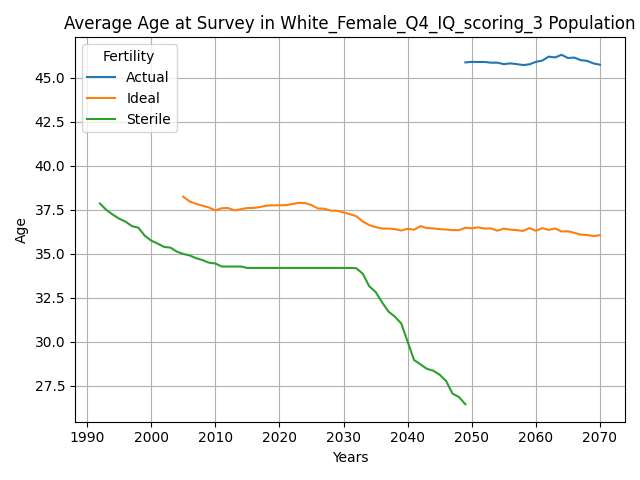 Average Age at Survey in White_Female_Q4_IQ_scoring_3 Population
Fertility
Actual
Ideal
Sterile
Age
45.0
42.5
40.0
37.5
35.0
32.5
30.0
27.5
1990 2000 2010 2020 2030 2040 2050 2060 2070
Years